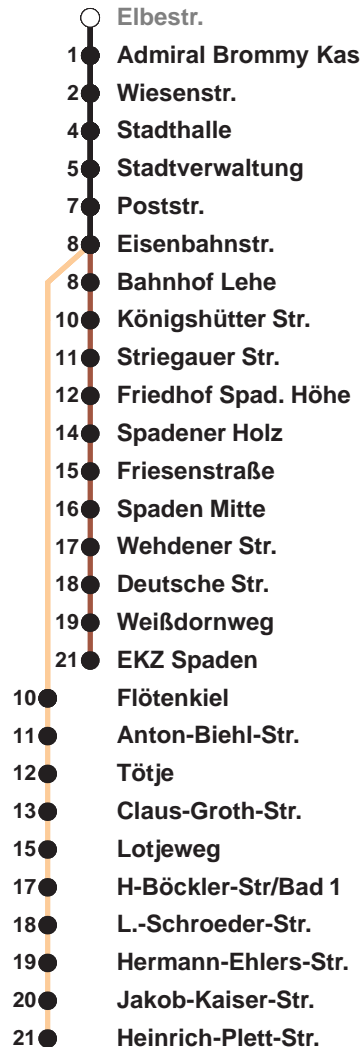 Elbestr.
1 Admiral Brommy Kas
2 Wiesenstr.
4 Stadthalle
5 Stadtverwaltung
7 Poststr.
8 Eisenbahnstr.
8 Bahnhof Lehe
10 Königshütter Str.
11 Striegauer Str.
12 Friedhof Spad. Höhe
14 Spadener Holz
15 Friesenstraße
16 Spaden Mitte
17 Wehdener Str.
18 Deutsche Str.
19 Weißdornweg
21 EKZ Spaden
10 Flötenkiel
11 Anton-Biehl-Str.
12 Tötje
13 Claus-Groth-Str.
15 Lotjeweg
17 H-Böckler-Str/Bad 1
18 L.-Schroeder-Str.
19 Hermann-Ehlers-Str.
20 Jakob-Kaiser-Str.
21 Heinrich-Plett-Str.